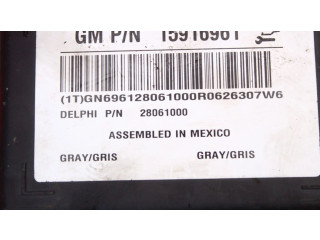 GM P/N 15916961
(1T)GN696128061000R0626307W6
DELPHI P/N 28061000
ASSEMBLED IN MEXICO
GRAY/GRIS GRAY/GRIS